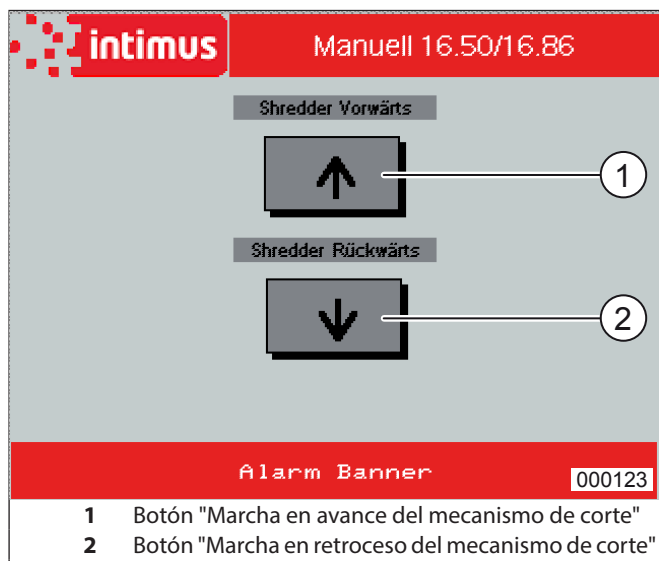 intimus
Manuell 16.50/16.86
Shredder Vorwärts
1
Shredder Rückwärts
2
Alarm Banner
000123
1 Botón "Marcha en avance del mecanismo de corte"
2 Botón "Marcha en retroceso del mecanismo de corte"